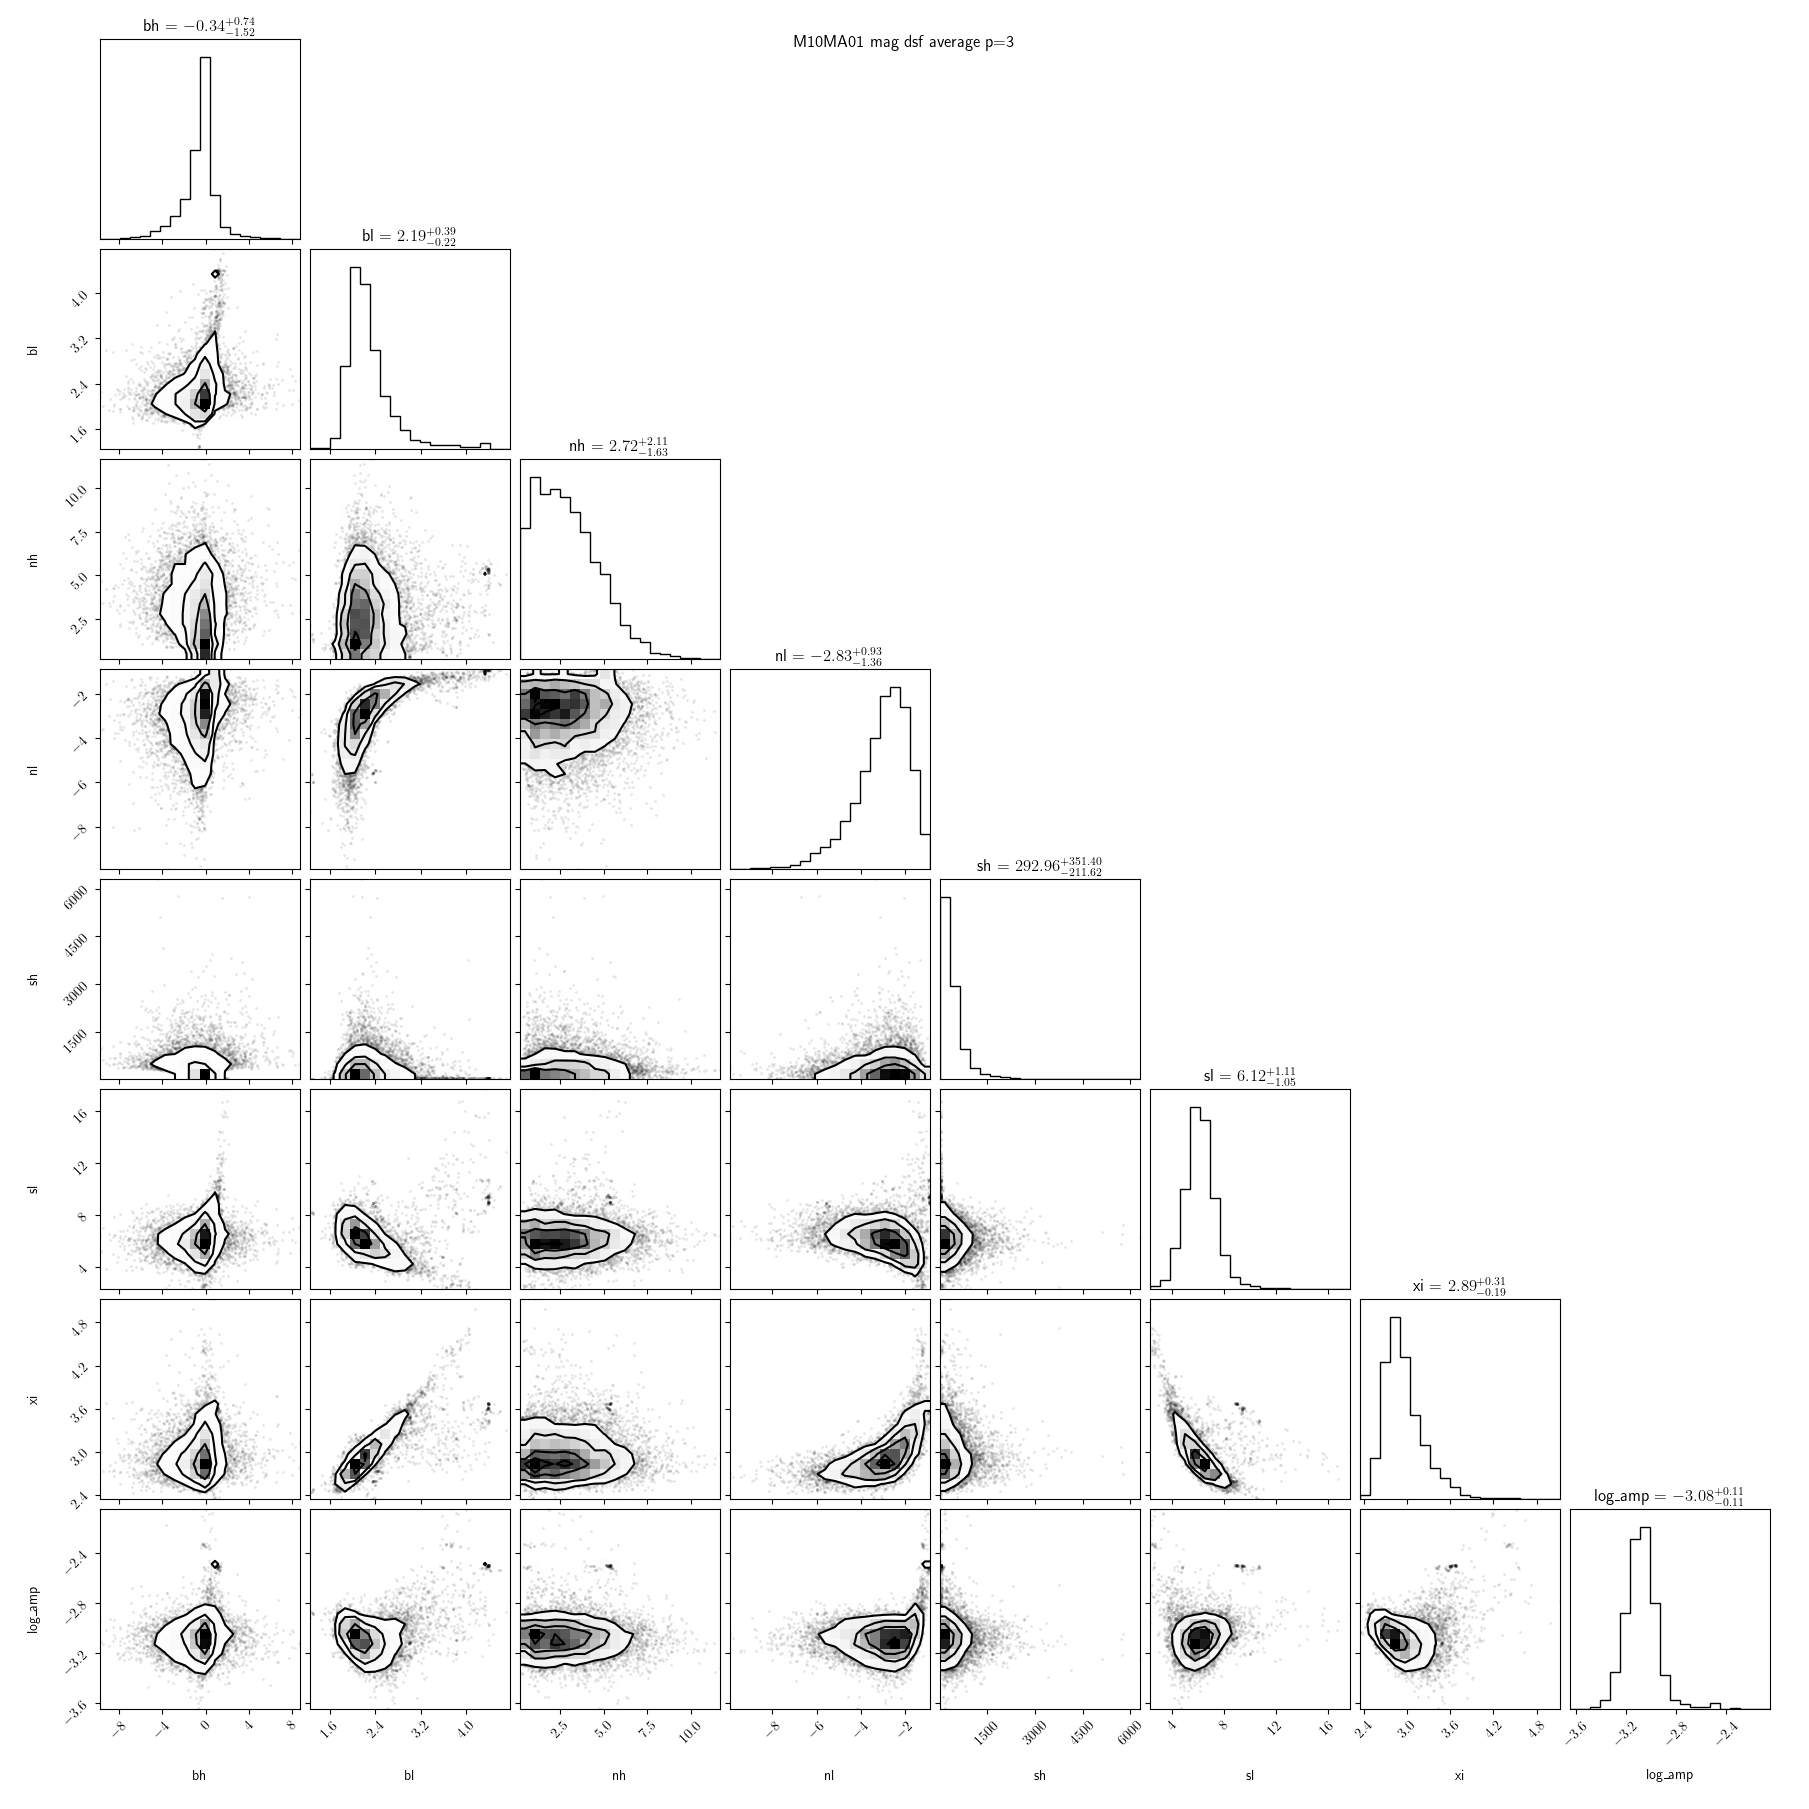 bh = −0.34+0.74−1.52
M10MA01 mag dsf average p=3
bl = 2.19+0.39−0.22
4.0
3.2
2.4
1.6
bl
nh = 2.72+2.11−1.63
10.0
7.5
5.0
2.5
nh
nl = −2.83+0.93−1.36
−2
−4
−6
−8
nl
sh = 292.96+351.40−211.62
6000
4500
3000
1500
sh
sl = 6.12+1.11−1.05
16
12
8
4
sl
xi = 2.89+0.31−0.19
4.8
4.2
3.6
3.0
2.4
xi
log_amp = −3.08+0.11−0.11
−2.4
−2.8
−3.2
−3.6
log_amp
−8 −4 0 4 8 1.6 2.4 3.2 4.0 2.5 5.0 7.5 10.0 −8 −6 −4 −2 1500 3000 4500 6000 4 8 12 16 2.4 3.0 3.6 4.2 4.8 −3.6 −3.2 −2.8 −2.4
bh bl nh nl sh sl xi log_amp